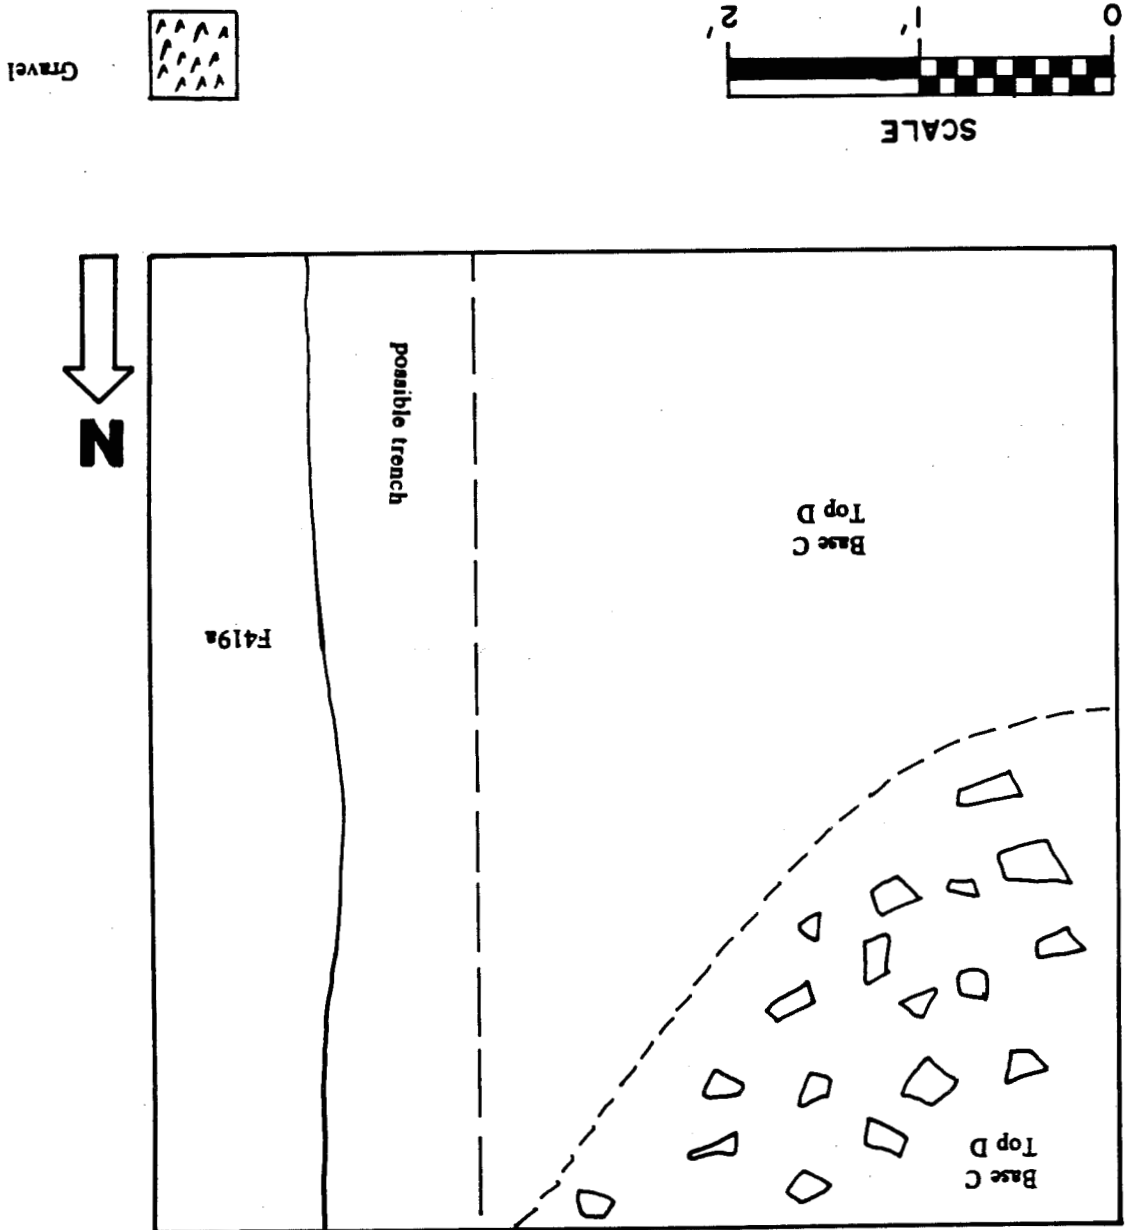 Base C
Top D
F419a
possible trench
Base C
Top D
N
SCALE
0 1' 2'
Gravel